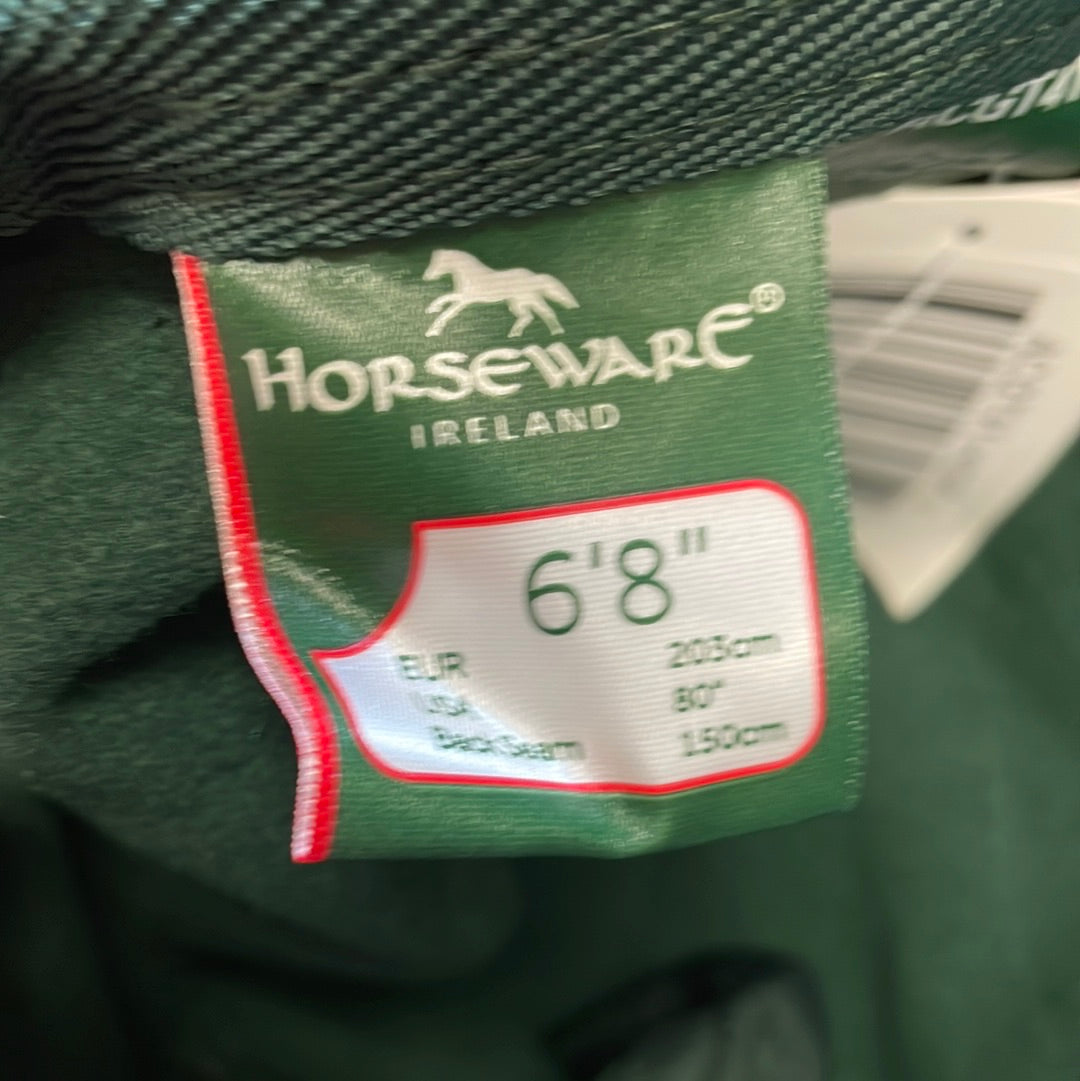 HORSEWARE®
IRELAND
6'8"
EUR 203cm
USA 80"
Back Seam 150cm